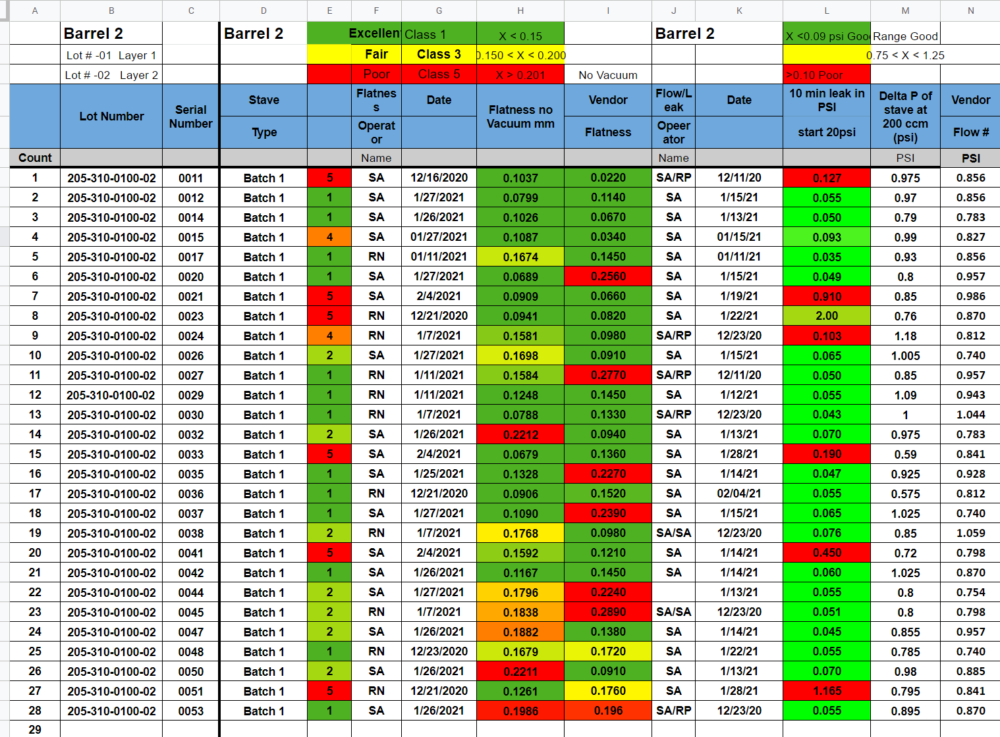 A B C D E F G H I J K L M N
Barrel 2 Barrel 2 Excellen Class 1 X < 0.15 Barrel 2 X <0.09 psi Goo Range Good
Lot # -01 Layer 1 Fair Class 3 0.150 < X < 0.200 0.75 < X < 1.25
Lot # -02 Layer 2 Poor Class 5 X > 0.201 No Vacuum >0.10 Poor
Lot Number Serial Number Stave Type Flatnes s Operat or Date Flatness no Vacuum mm Vendor Flatness Flow/L eak Opeer ator Date 10 min leak in PSI start 20psi Delta P of stave at 200 ccm (psi) Vendor Flow #
Count Name Name PSI PSI
1 205-310-0100-02 0011 Batch 1 5 SA 12/16/2020 0.1037 0.0220 SA/RP 12/11/20 0.127 0.975 0.856
2 205-310-0100-02 0012 Batch 1 1 SA 1/27/2021 0.0799 0.1140 SA 1/15/21 0.055 0.97 0.856
3 205-310-0100-02 0014 Batch 1 1 SA 1/26/2021 0.1026 0.0670 SA 1/13/21 0.050 0.79 0.783
4 205-310-0100-02 0015 Batch 1 4 SA 01/27/2021 0.1087 0.0340 SA 01/15/21 0.093 0.99 0.827
5 205-310-0100-02 0017 Batch 1 1 RN 01/11/2021 0.1674 0.1450 SA 01/11/21 0.035 0.93 0.856
6 205-310-0100-02 0020 Batch 1 1 SA 1/27/2021 0.0689 0.2560 SA 1/15/21 0.049 0.8 0.957
7 205-310-0100-02 0021 Batch 1 5 SA 2/4/2021 0.0909 0.0660 SA 1/19/21 0.910 0.85 0.986
8 205-310-0100-02 0023 Batch 1 5 RN 12/21/2020 0.0941 0.0820 SA 1/22/21 2.00 0.76 0.870
9 205-310-0100-02 0024 Batch 1 4 RN 1/7/2021 0.1581 0.0980 SA/RP 12/23/20 0.103 1.18 0.812
10 205-310-0100-02 0026 Batch 1 2 SA 1/27/2021 0.1698 0.0910 SA 1/15/21 0.065 1.005 0.740
11 205-310-0100-02 0027 Batch 1 1 RN 1/11/2021 0.1584 0.2770 SA/RP 12/11/20 0.050 0.85 0.957
12 205-310-0100-02 0029 Batch 1 1 RN 1/11/2021 0.1248 0.1450 SA 1/12/21 0.055 1.09 0.943
13 205-310-0100-02 0030 Batch 1 1 RN 1/7/2021 0.0788 0.1330 SA/RP 12/23/20 0.043 1 1.044
14 205-310-0100-02 0032 Batch 1 2 SA 1/26/2021 0.2212 0.0940 SA 1/13/21 0.070 0.975 0.783
15 205-310-0100-02 0033 Batch 1 5 SA 2/4/2021 0.0679 0.1360 SA 1/28/21 0.190 0.59 0.841
16 205-310-0100-02 0035 Batch 1 1 SA 1/25/2021 0.1328 0.2270 SA 1/14/21 0.047 0.925 0.928
17 205-310-0100-02 0036 Batch 1 1 RN 12/21/2020 0.0906 0.1520 SA 02/04/21 0.055 0.575 0.812
18 205-310-0100-02 0037 Batch 1 1 SA 1/27/2021 0.1090 0.2390 SA 1/15/21 0.065 1.025 0.740
19 205-310-0100-02 0038 Batch 1 2 RN 1/7/2021 0.1768 0.0980 SA/SA 12/23/20 0.076 0.85 1.059
20 205-310-0100-02 0041 Batch 1 5 SA 2/4/2021 0.1592 0.1210 SA 1/14/21 0.450 0.72 0.798
21 205-310-0100-02 0042 Batch 1 1 SA 1/26/2021 0.1167 0.1450 SA 1/14/21 0.060 1.025 0.870
22 205-310-0100-02 0044 Batch 1 2 SA 1/27/2021 0.1796 0.2240 1/13/21 0.055 0.8 0.754
23 205-310-0100-02 0045 Batch 1 2 RN 1/7/2021 0.1838 0.2890 SA/SA 12/23/20 0.051 0.8 0.798
24 205-310-0100-02 0047 Batch 1 2 SA 1/26/2021 0.1882 0.1380 SA 1/14/21 0.045 0.855 0.957
25 205-310-0100-02 0048 Batch 1 1 RN 12/23/2020 0.1679 0.1720 SA 1/22/21 0.055 0.785 0.740
26 205-310-0100-02 0050 Batch 1 2 SA 1/26/2021 0.2211 0.0910 SA 1/13/21 0.070 0.98 0.885
27 205-310-0100-02 0051 Batch 1 5 RN 12/21/2020 0.1261 0.1760 SA 1/28/21 1.165 0.795 0.841
28 205-310-0100-02 0053 Batch 1 1 SA 1/26/2021 0.1986 0.196 SA/RP 12/23/20 0.055 0.895 0.870
29